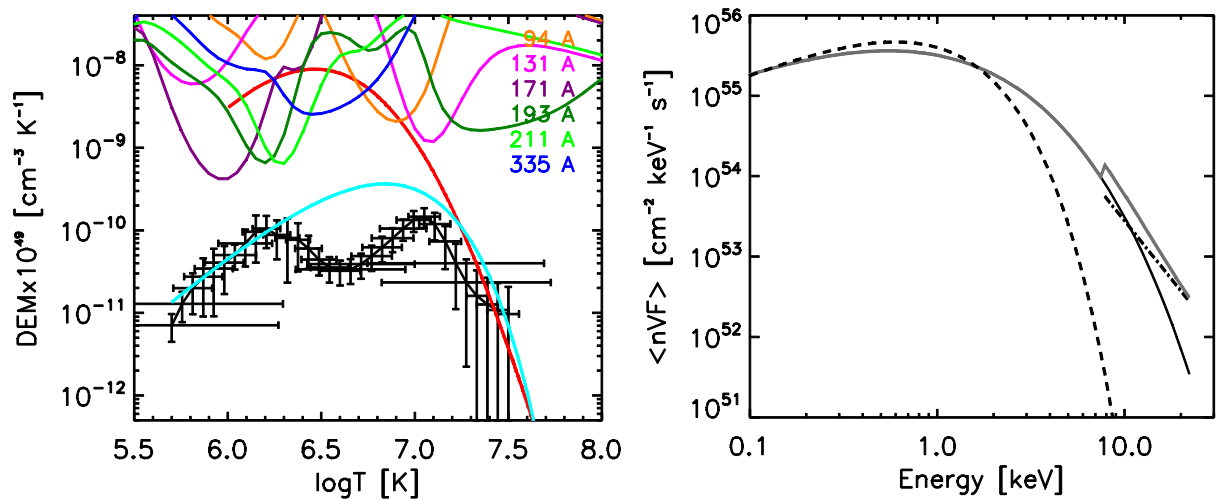 10⁻⁸
10⁻⁹
10⁻¹⁰
10⁻¹¹
10⁻¹²
DEM×10⁴⁹ [cm⁻³ K⁻¹]
94 A
131 A
171 A
193 A
211 A
335 A
5.5 6.0 6.5 7.0 7.5 8.0
logT [K]
10⁵⁶
10⁵⁵
10⁵⁴
10⁵³
10⁵²
10⁵¹
<nVF> [cm⁻² keV⁻¹ s⁻¹]
0.1 1.0 10.0
Energy [keV]